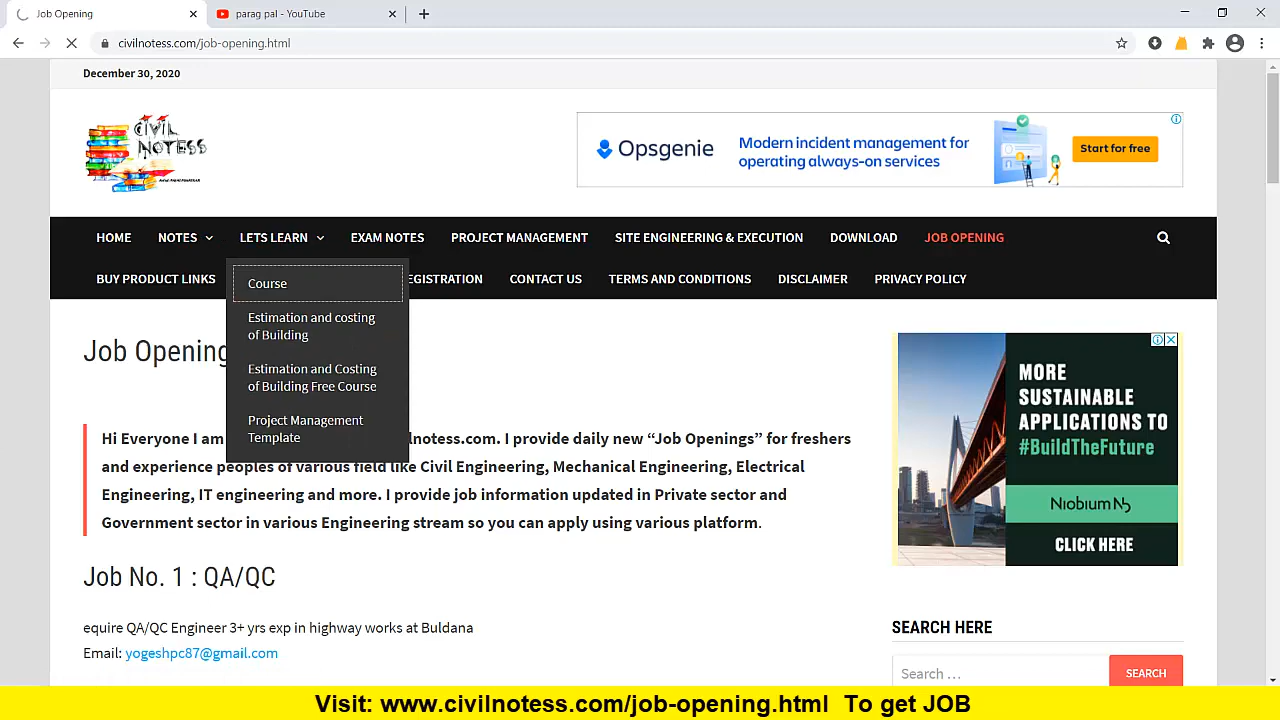 Job Opening
parag pal - YouTube
civilnotess.com/job-opening.html
December 30, 2020
CIVIL
NOTESS
Opsgenie
Modern incident management for
operating always-on services
Start for free
HOME NOTES LETS LEARN EXAM NOTES PROJECT MANAGEMENT SITE ENGINEERING & EXECUTION DOWNLOAD JOB OPENING
BUY PRODUCT LINKS EGISTRATION CONTACT US TERMS AND CONDITIONS DISCLAIMER PRIVACY POLICY
Course
Estimation and costing
of Building
Estimation and Costing
of Building Free Course
Project Management
Template
Job Opening
Hi Everyone I am lnotess.com. I provide daily new “Job Openings” for freshers
and experience peoples of various field like Civil Engineering, Mechanical Engineering, Electrical
Engineering, IT engineering and more. I provide job information updated in Private sector and
Government sector in various Engineering stream so you can apply using various platform.
Job No. 1 : QA/QC
equire QA/QC Engineer 3+ yrs exp in highway works at Buldana
Email: yogeshpc87@gmail.com
MORE
SUSTAINABLE
APPLICATIONS TO
#BuildTheFuture
Niobium N5
CLICK HERE
SEARCH HERE
Search …
SEARCH
Visit: www.civilnotess.com/job-opening.html To get JOB